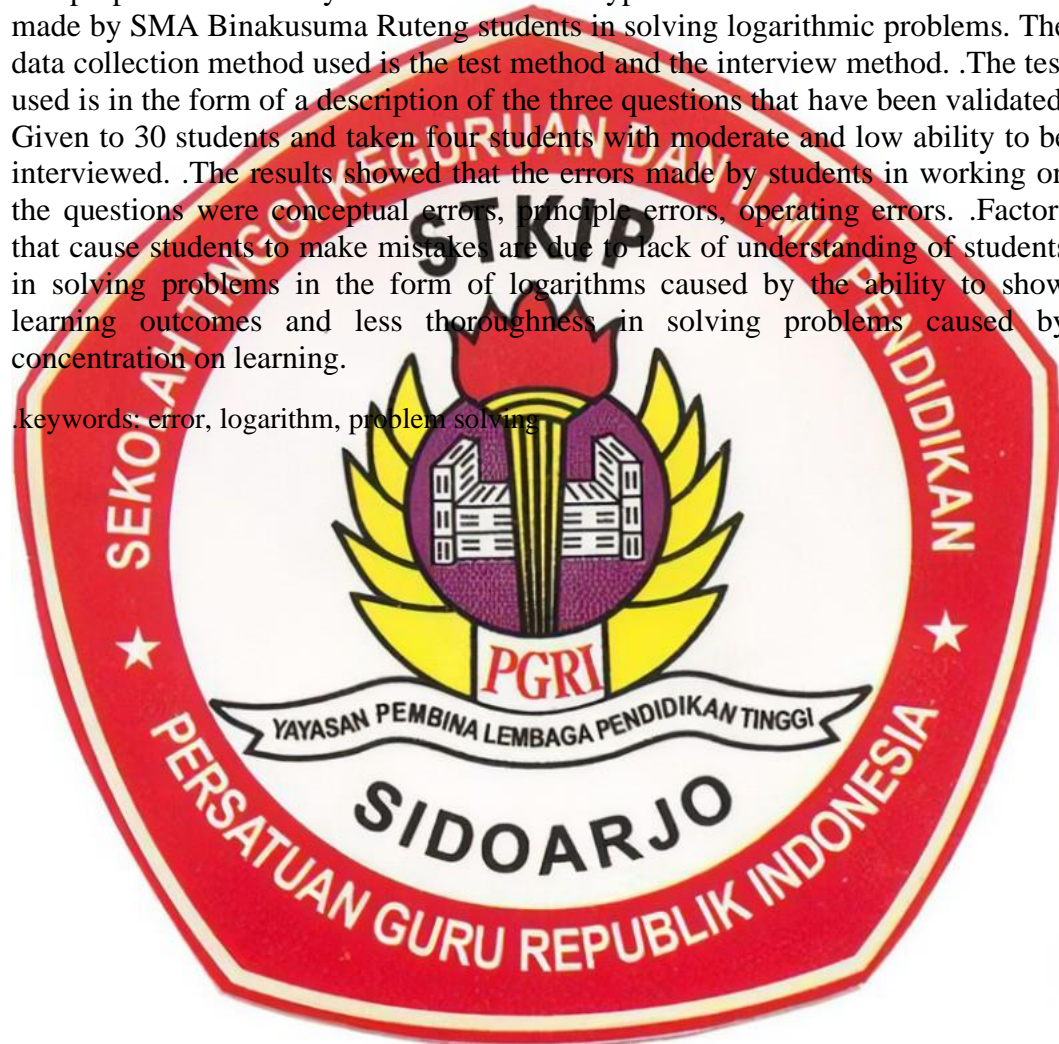 made by SMA Binakusuma Ruteng students in solving logarithmic problems. The
data collection method used is the test method and the interview method. .The tes
used is in the form of a description of the three questions that have been validated
Given to 30 students and taken four students with moderate and low ability to be
interviewed. .The results showed that the errors made by students in working on
the questions were conceptual errors, principle errors, operating errors. .Factor
that cause students to make mistakes are due to lack of understanding of students
in solving problems in the form of logarithms caused by the ability to show
learning outcomes and less thoroughness in solving problems caused by
concentration on learning.
.keywords: error, logarithm, problem solving
SEKOLAH TINGGI KEGURUAN DAN ILMU PENDIDIKAN
STKIP
PGRI
YAYASAN PEMBINA LEMBAGA PENDIDIKAN TINGGI
SIDOARJO
PERSATUAN GURU REPUBLIK INDONESIA